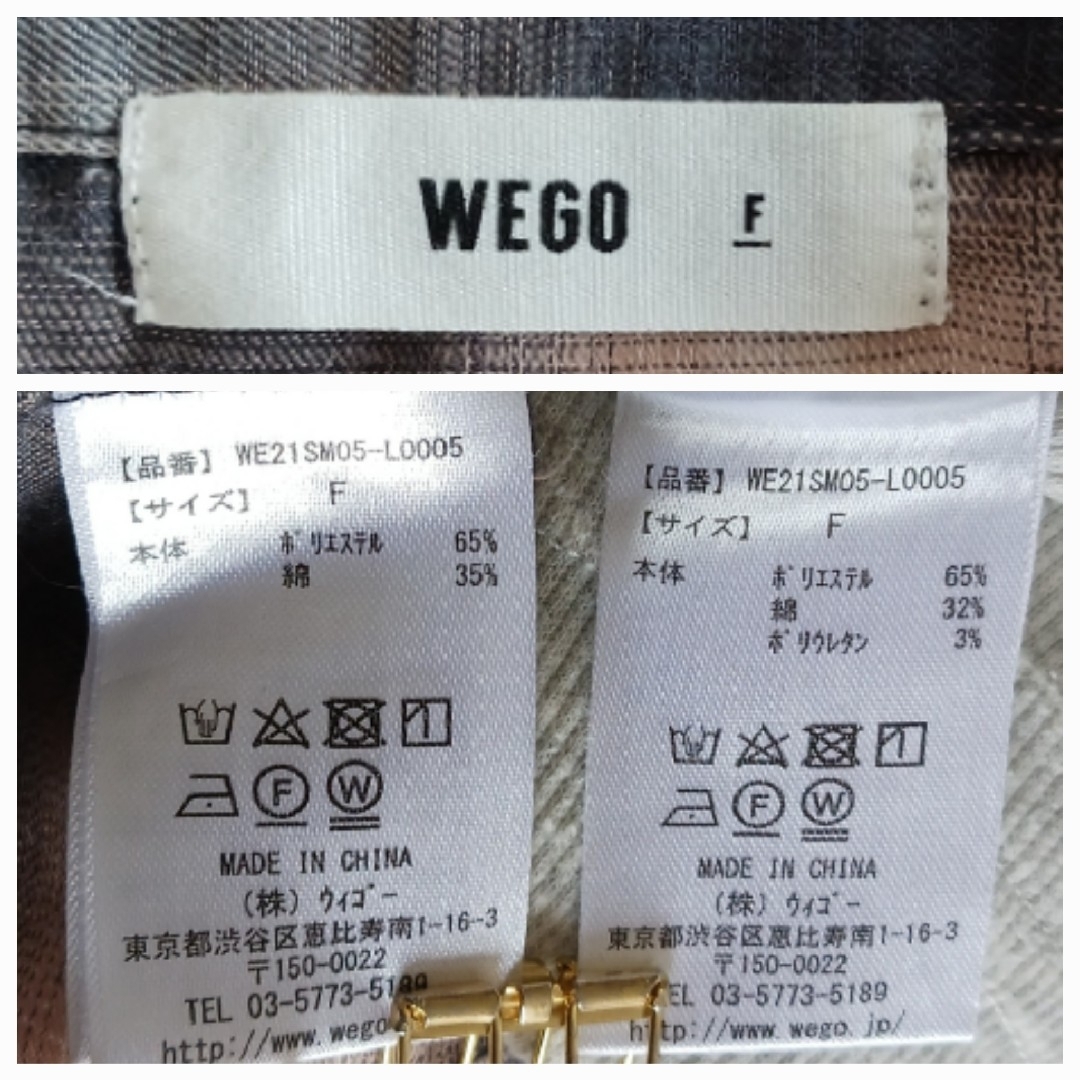 WEGO F
【品番】 WE21SM05-L0005
【サイズ】 F
本体 ポリエステル 65%
綿 35%
MADE IN CHINA
(株) ウィゴー
東京都渋谷区恵比寿南1-16-3
〒150-0022
TEL 03-5773-5189
http://www.wego
【品番】 WE21SM05-L0005
【サイズ】 F
本体 ポリエステル 65%
綿 32%
ポリウレタン 3%
MADE IN CHINA
(株) ウィゴー
東京都渋谷区恵比寿南1-16-3
〒150-0022
TEL 03-5773-5189
http://www.wego.jp/